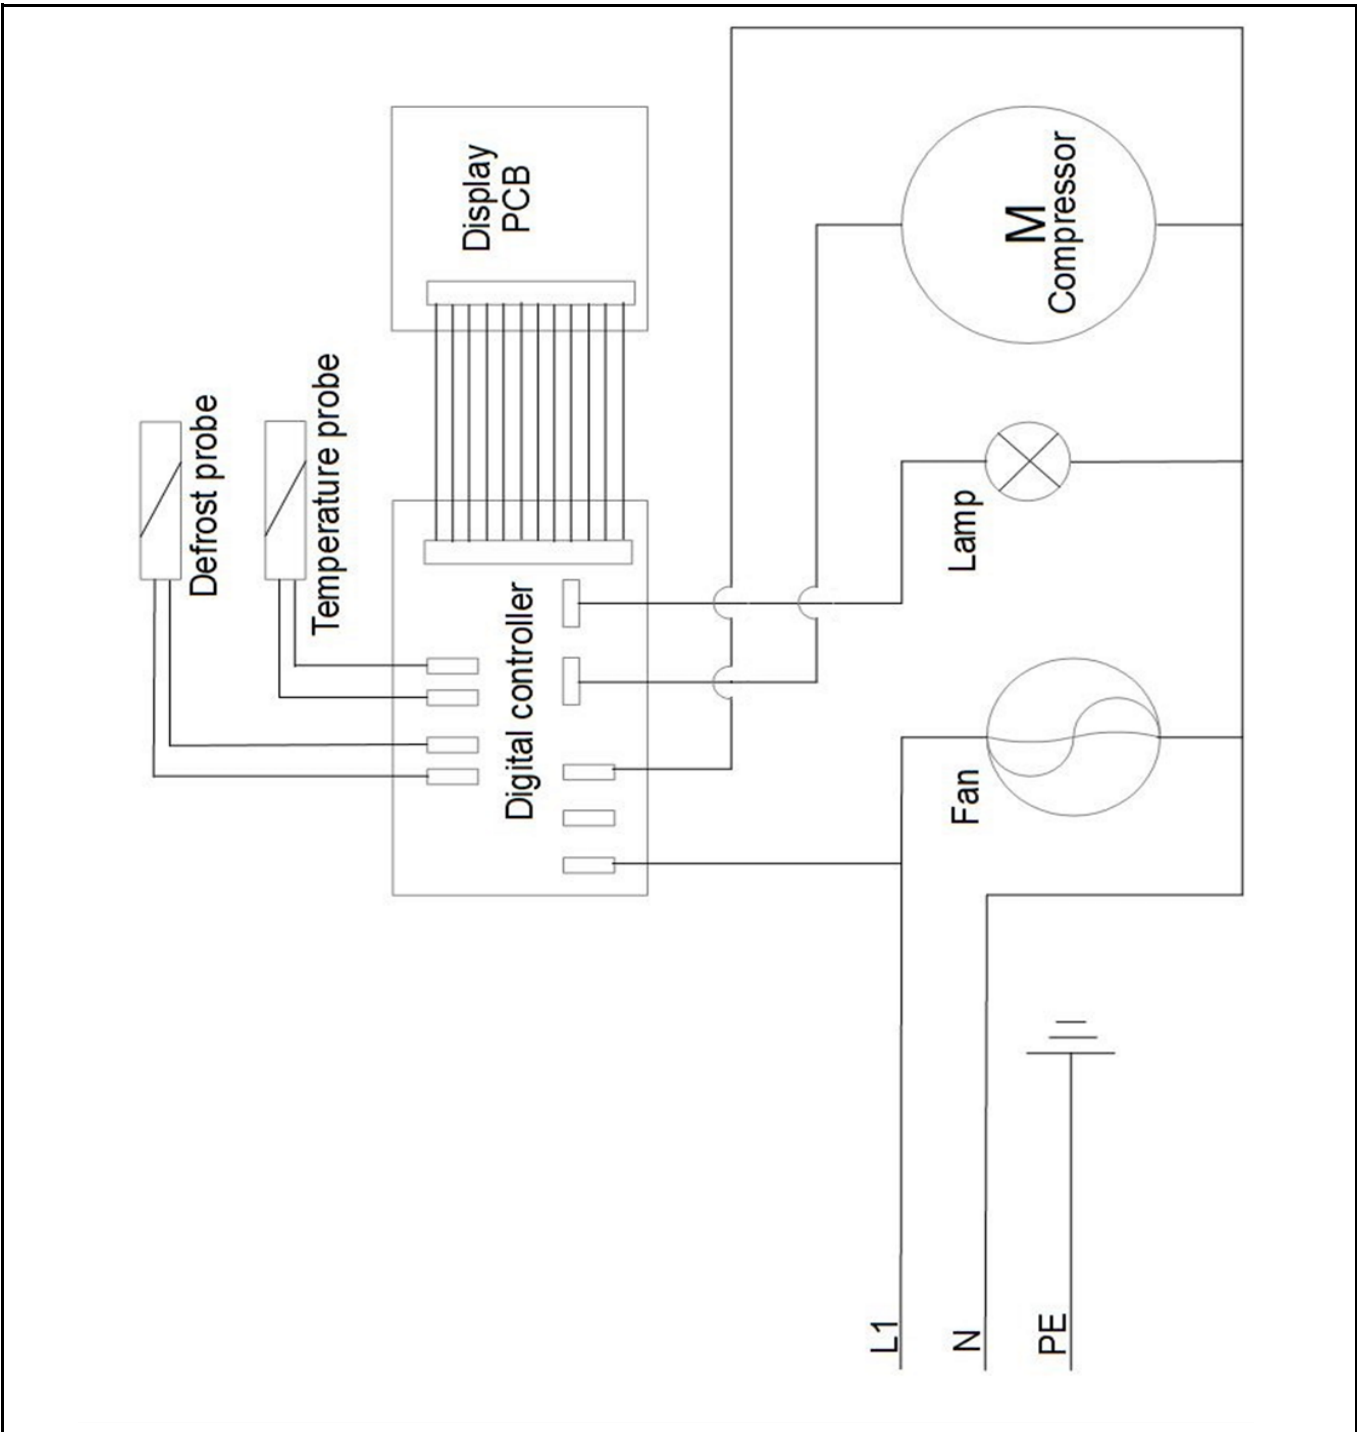 Defrost probe
Temperature probe
Display
PCB
Digital controller
M
Compressor
Lamp
Fan
L1
N
PE